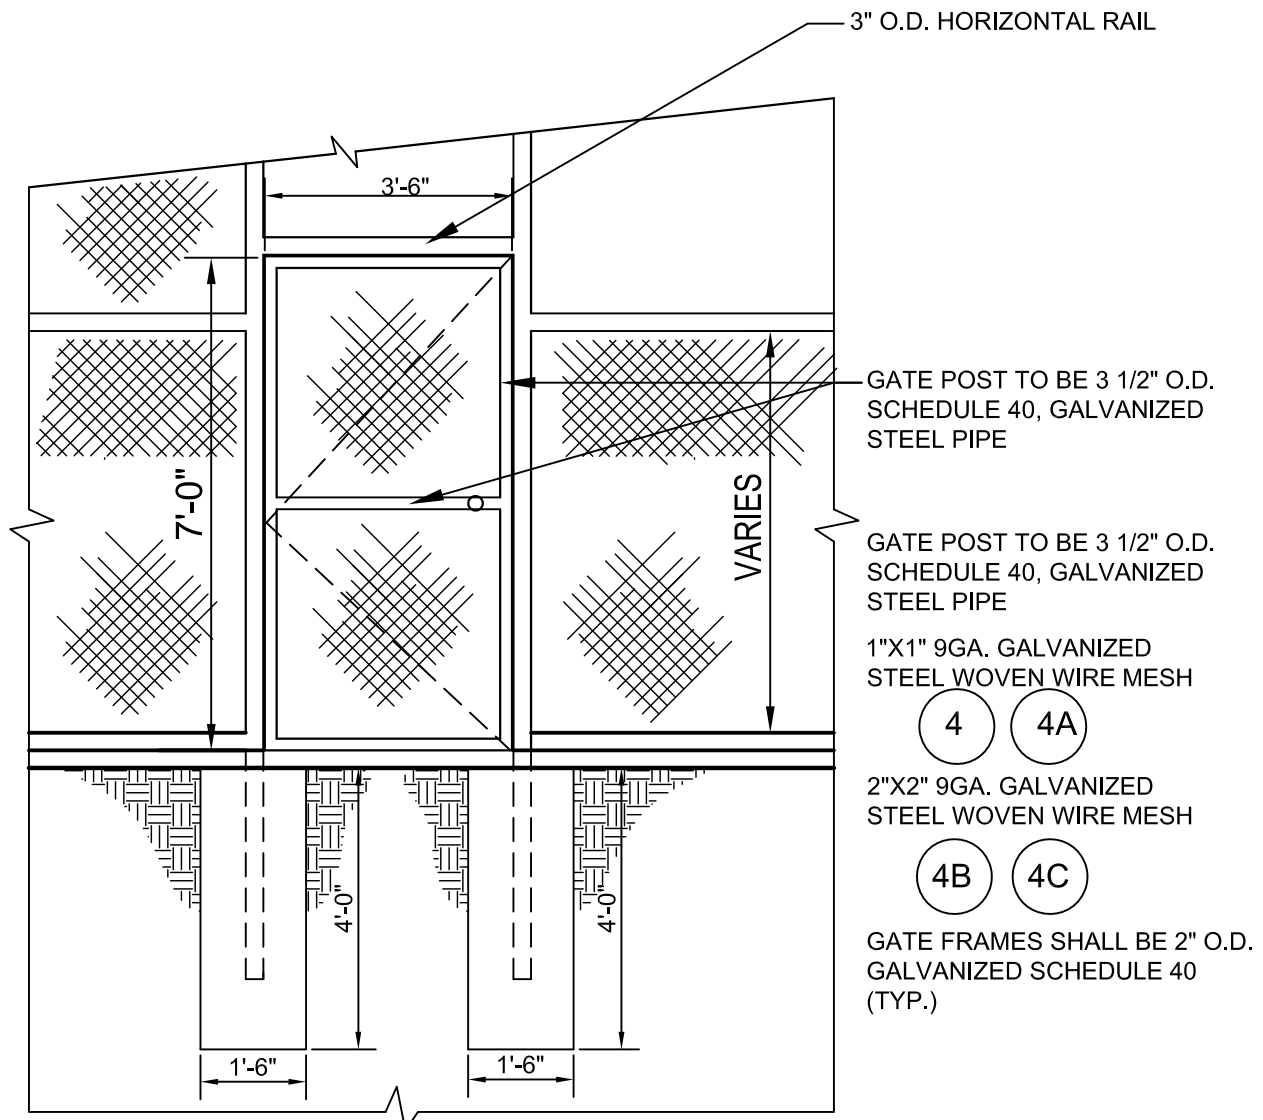 3" O.D. HORIZONTAL RAIL
3'-6"
7'-0"
VARIES
GATE POST TO BE 3 1/2" O.D.
SCHEDULE 40, GALVANIZED
STEEL PIPE
GATE POST TO BE 3 1/2" O.D.
SCHEDULE 40, GALVANIZED
STEEL PIPE
1"X1" 9GA. GALVANIZED
STEEL WOVEN WIRE MESH
4 4A
2"X2" 9GA. GALVANIZED
STEEL WOVEN WIRE MESH
4B 4C
GATE FRAMES SHALL BE 2" O.D.
GALVANIZED SCHEDULE 40
(TYP.)
4'-0"
4'-0"
1'-6"
1'-6"